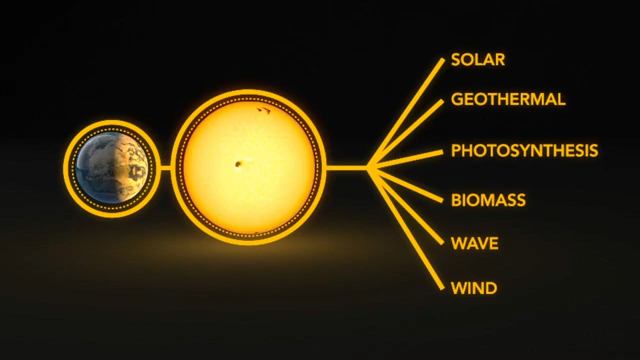 SOLAR
GEOTHERMAL
PHOTOSYNTHESIS
BIOMASS
WAVE
WIND